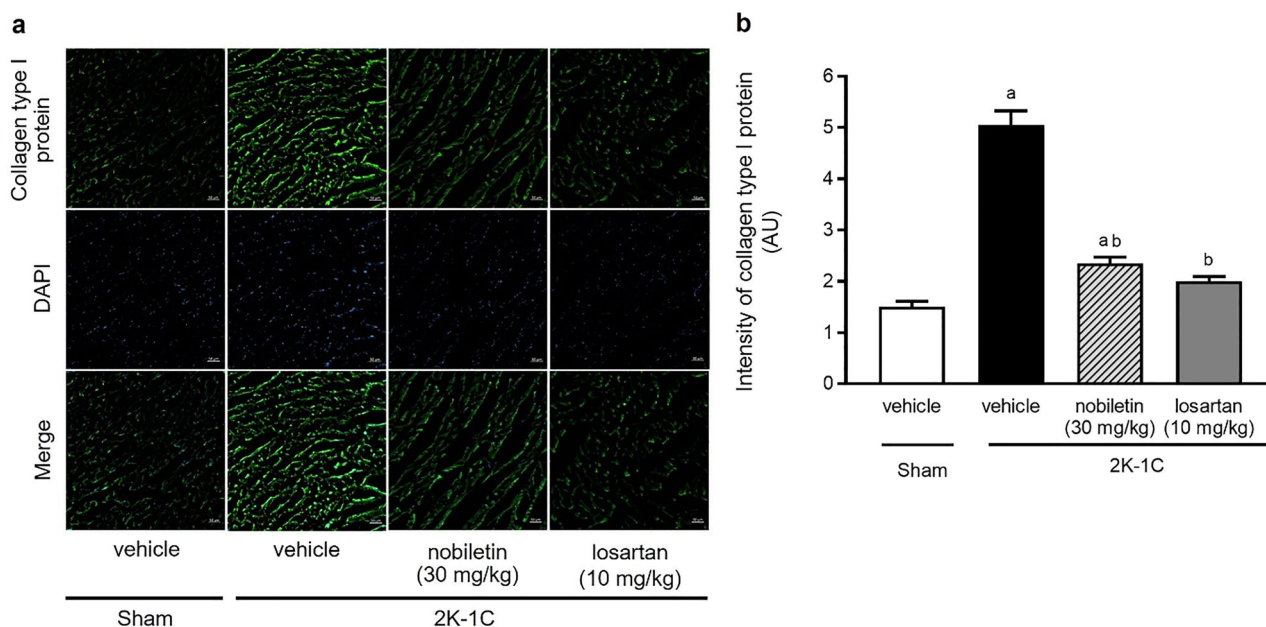 a
Collagen type I
protein
DAPI
Merge
vehicle
vehicle
nobiletin
(30 mg/kg)
losartan
(10 mg/kg)
Sham
2K-1C
b
Intensity of collagen type I protein
(AU)
6
5
4
3
2
1
0
a
a b
b
vehicle
vehicle
nobiletin
(30 mg/kg)
losartan
(10 mg/kg)
Sham
2K-1C